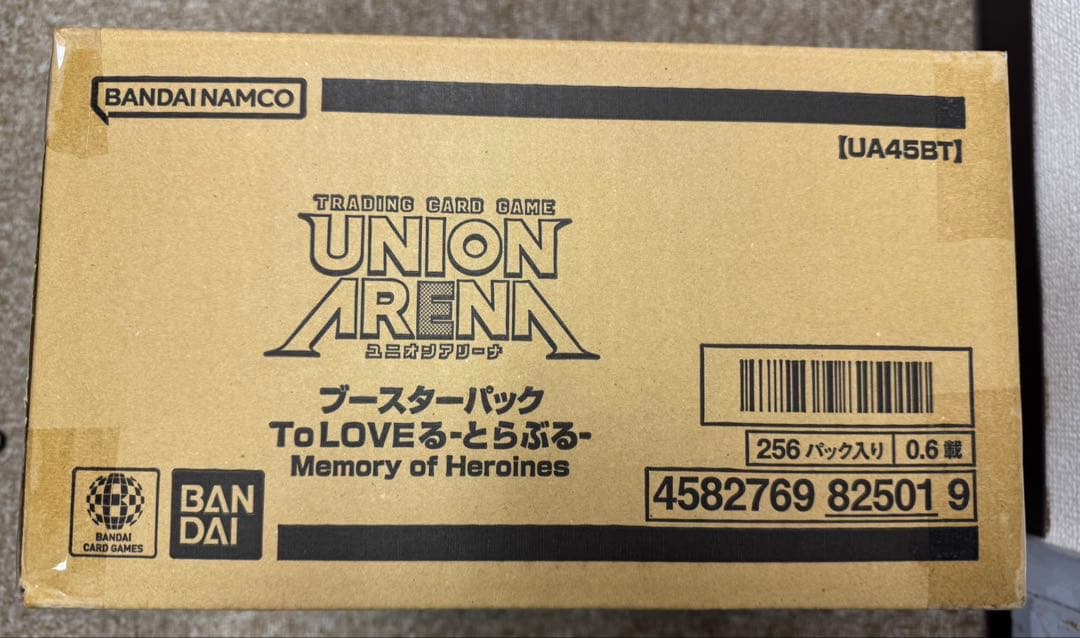 BANDAI NAMCO
【UA45BT】
TRADING CARD GAME
UNION
ARENA
ユニオンアリーナ
ブースターパック
To LOVEる-とらぶる-
Memory of Heroines
256 パック入り
0.6 載
4582769 82501 9
BANDAI
CARD GAMES
BAN
DAI